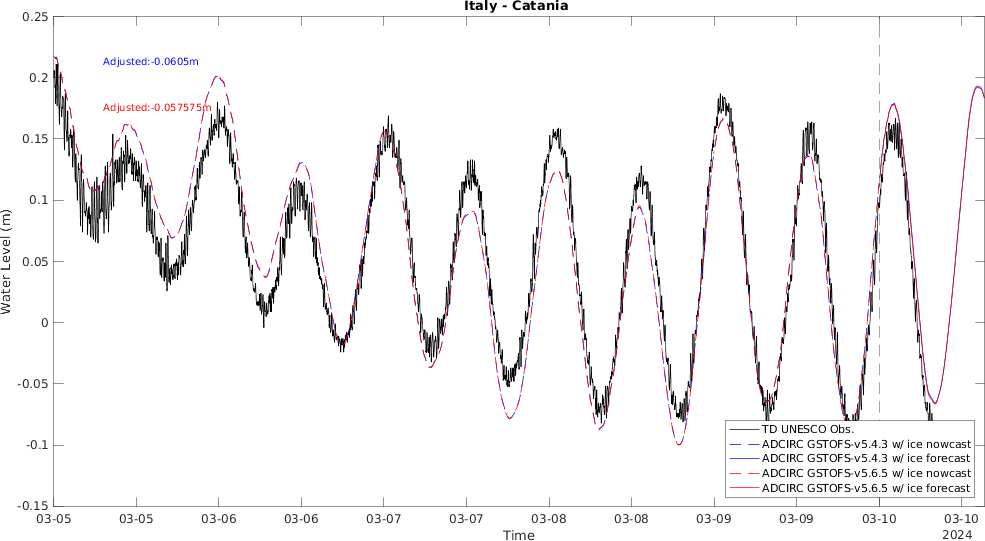 Italy - Catania
0.25
0.2
0.15
0.1
0.05
0
-0.05
-0.1
-0.15
Water Level (m)
Adjusted:-0.0605m
Adjusted:-0.057575m
TD UNESCO Obs.
ADCIRC GSTOFS-v5.4.3 w/ ice nowcast
ADCIRC GSTOFS-v5.4.3 w/ ice forecast
ADCIRC GSTOFS-v5.6.5 w/ ice nowcast
ADCIRC GSTOFS-v5.6.5 w/ ice forecast
03-05 03-05 03-06 03-06 03-07 03-07 03-08 03-08 03-09 03-09 03-10 03-10
Time
2024